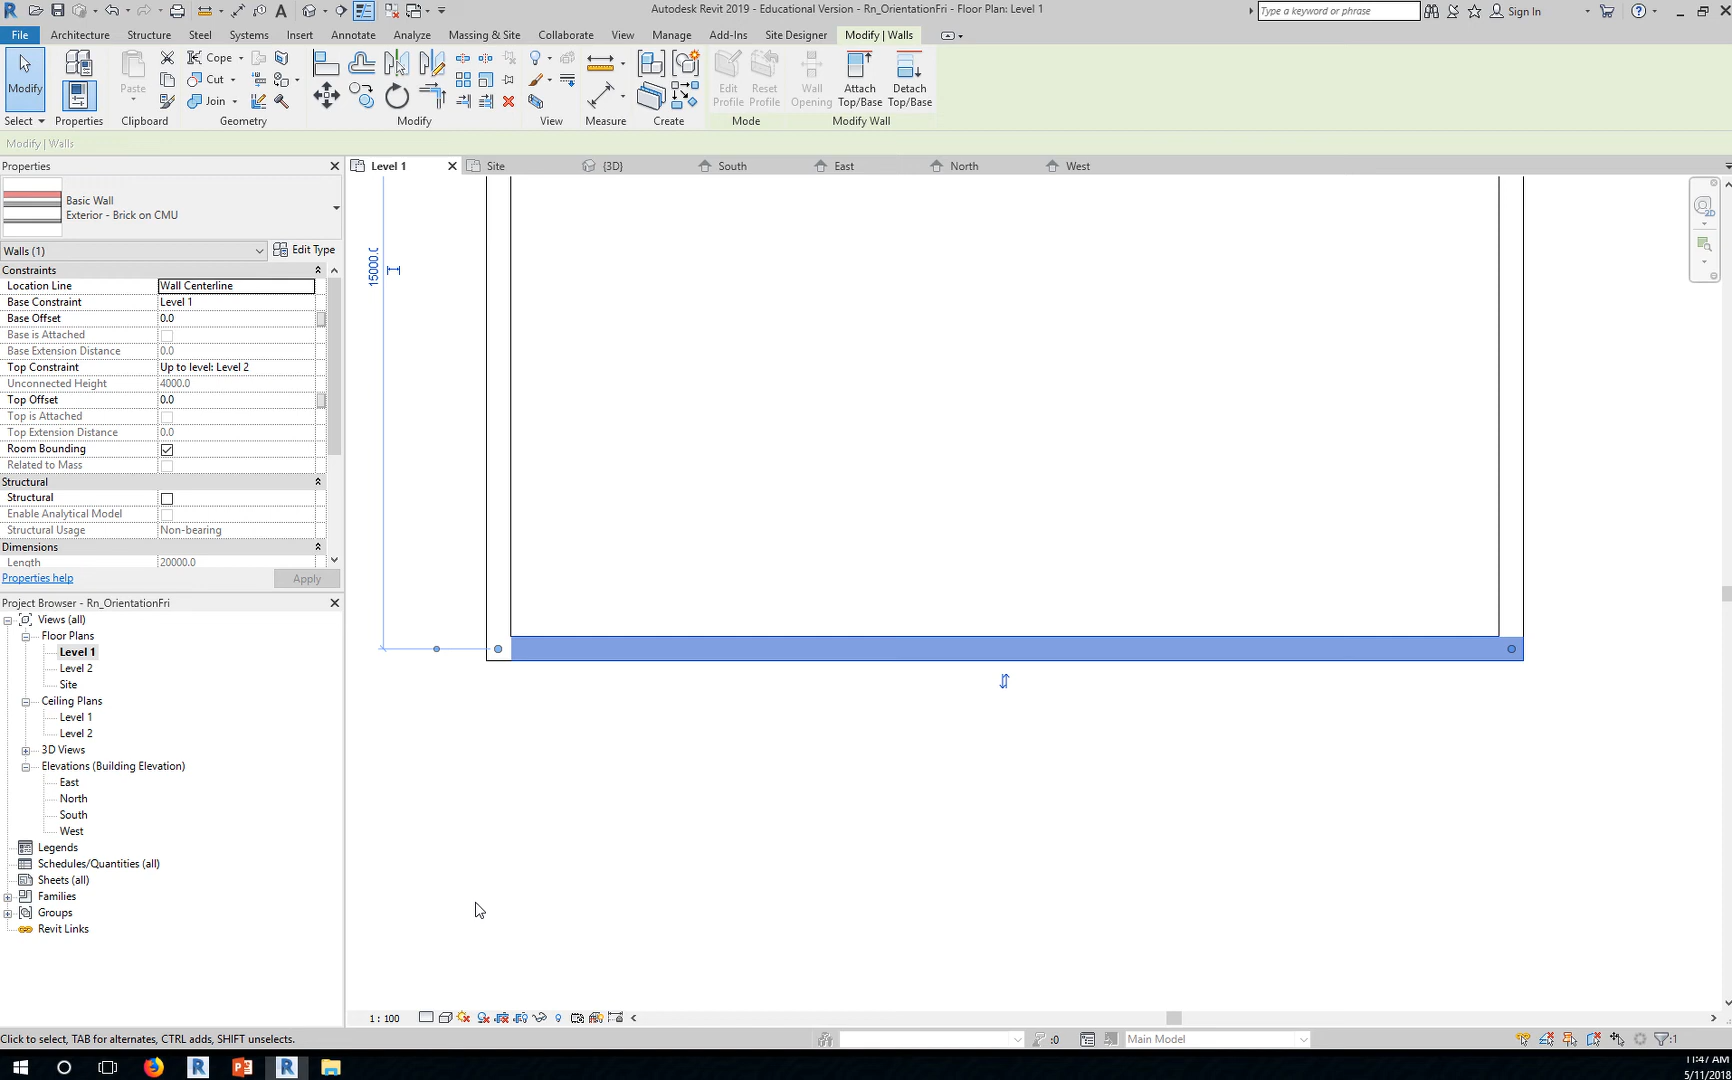 Autodesk Revit 2019 - Educational Version - Rn_OrientationFri - Floor Plan: Level 1
Type a keyword or phrase
Sign In
File
Architecture
Structure
Steel
Systems
Insert
Annotate
Analyze
Massing & Site
Collaborate
View
Manage
Add-Ins
Site Designer
Modify | Walls
Modify
Properties
Paste
Cope
Cut
Join
Edit Profile
Reset Profile
Wall Opening
Attach Top/Base
Detach Top/Base
Select
Properties
Clipboard
Geometry
Modify
View
Measure
Create
Mode
Modify Wall
Modify | Walls
Properties
Level 1
Site
{3D}
South
East
North
West
Basic Wall
Exterior - Brick on CMU
Walls (1)
Edit Type
Constraints
Location Line Wall Centerline
Base Constraint Level 1
Base Offset 0.0
Base is Attached
Base Extension Distance 0.0
Top Constraint Up to level: Level 2
Unconnected Height 4000.0
Top Offset 0.0
Top is Attached
Top Extension Distance 0.0
Room Bounding
Related to Mass
Structural
Structural
Enable Analytical Model
Structural Usage Non-bearing
Dimensions
Length 20000.0
Properties help
Apply
Project Browser - Rn_OrientationFri
Views (all)
Floor Plans
Level 1
Level 2
Site
Ceiling Plans
Level 1
Level 2
3D Views
Elevations (Building Elevation)
East
North
South
West
Legends
Schedules/Quantities (all)
Sheets (all)
Families
Groups
Revit Links
15000.0
2D
1 : 100
Click to select, TAB for alternates, CTRL adds, SHIFT unselects.
:0
Main Model
:1
11:47 AM
5/11/2018